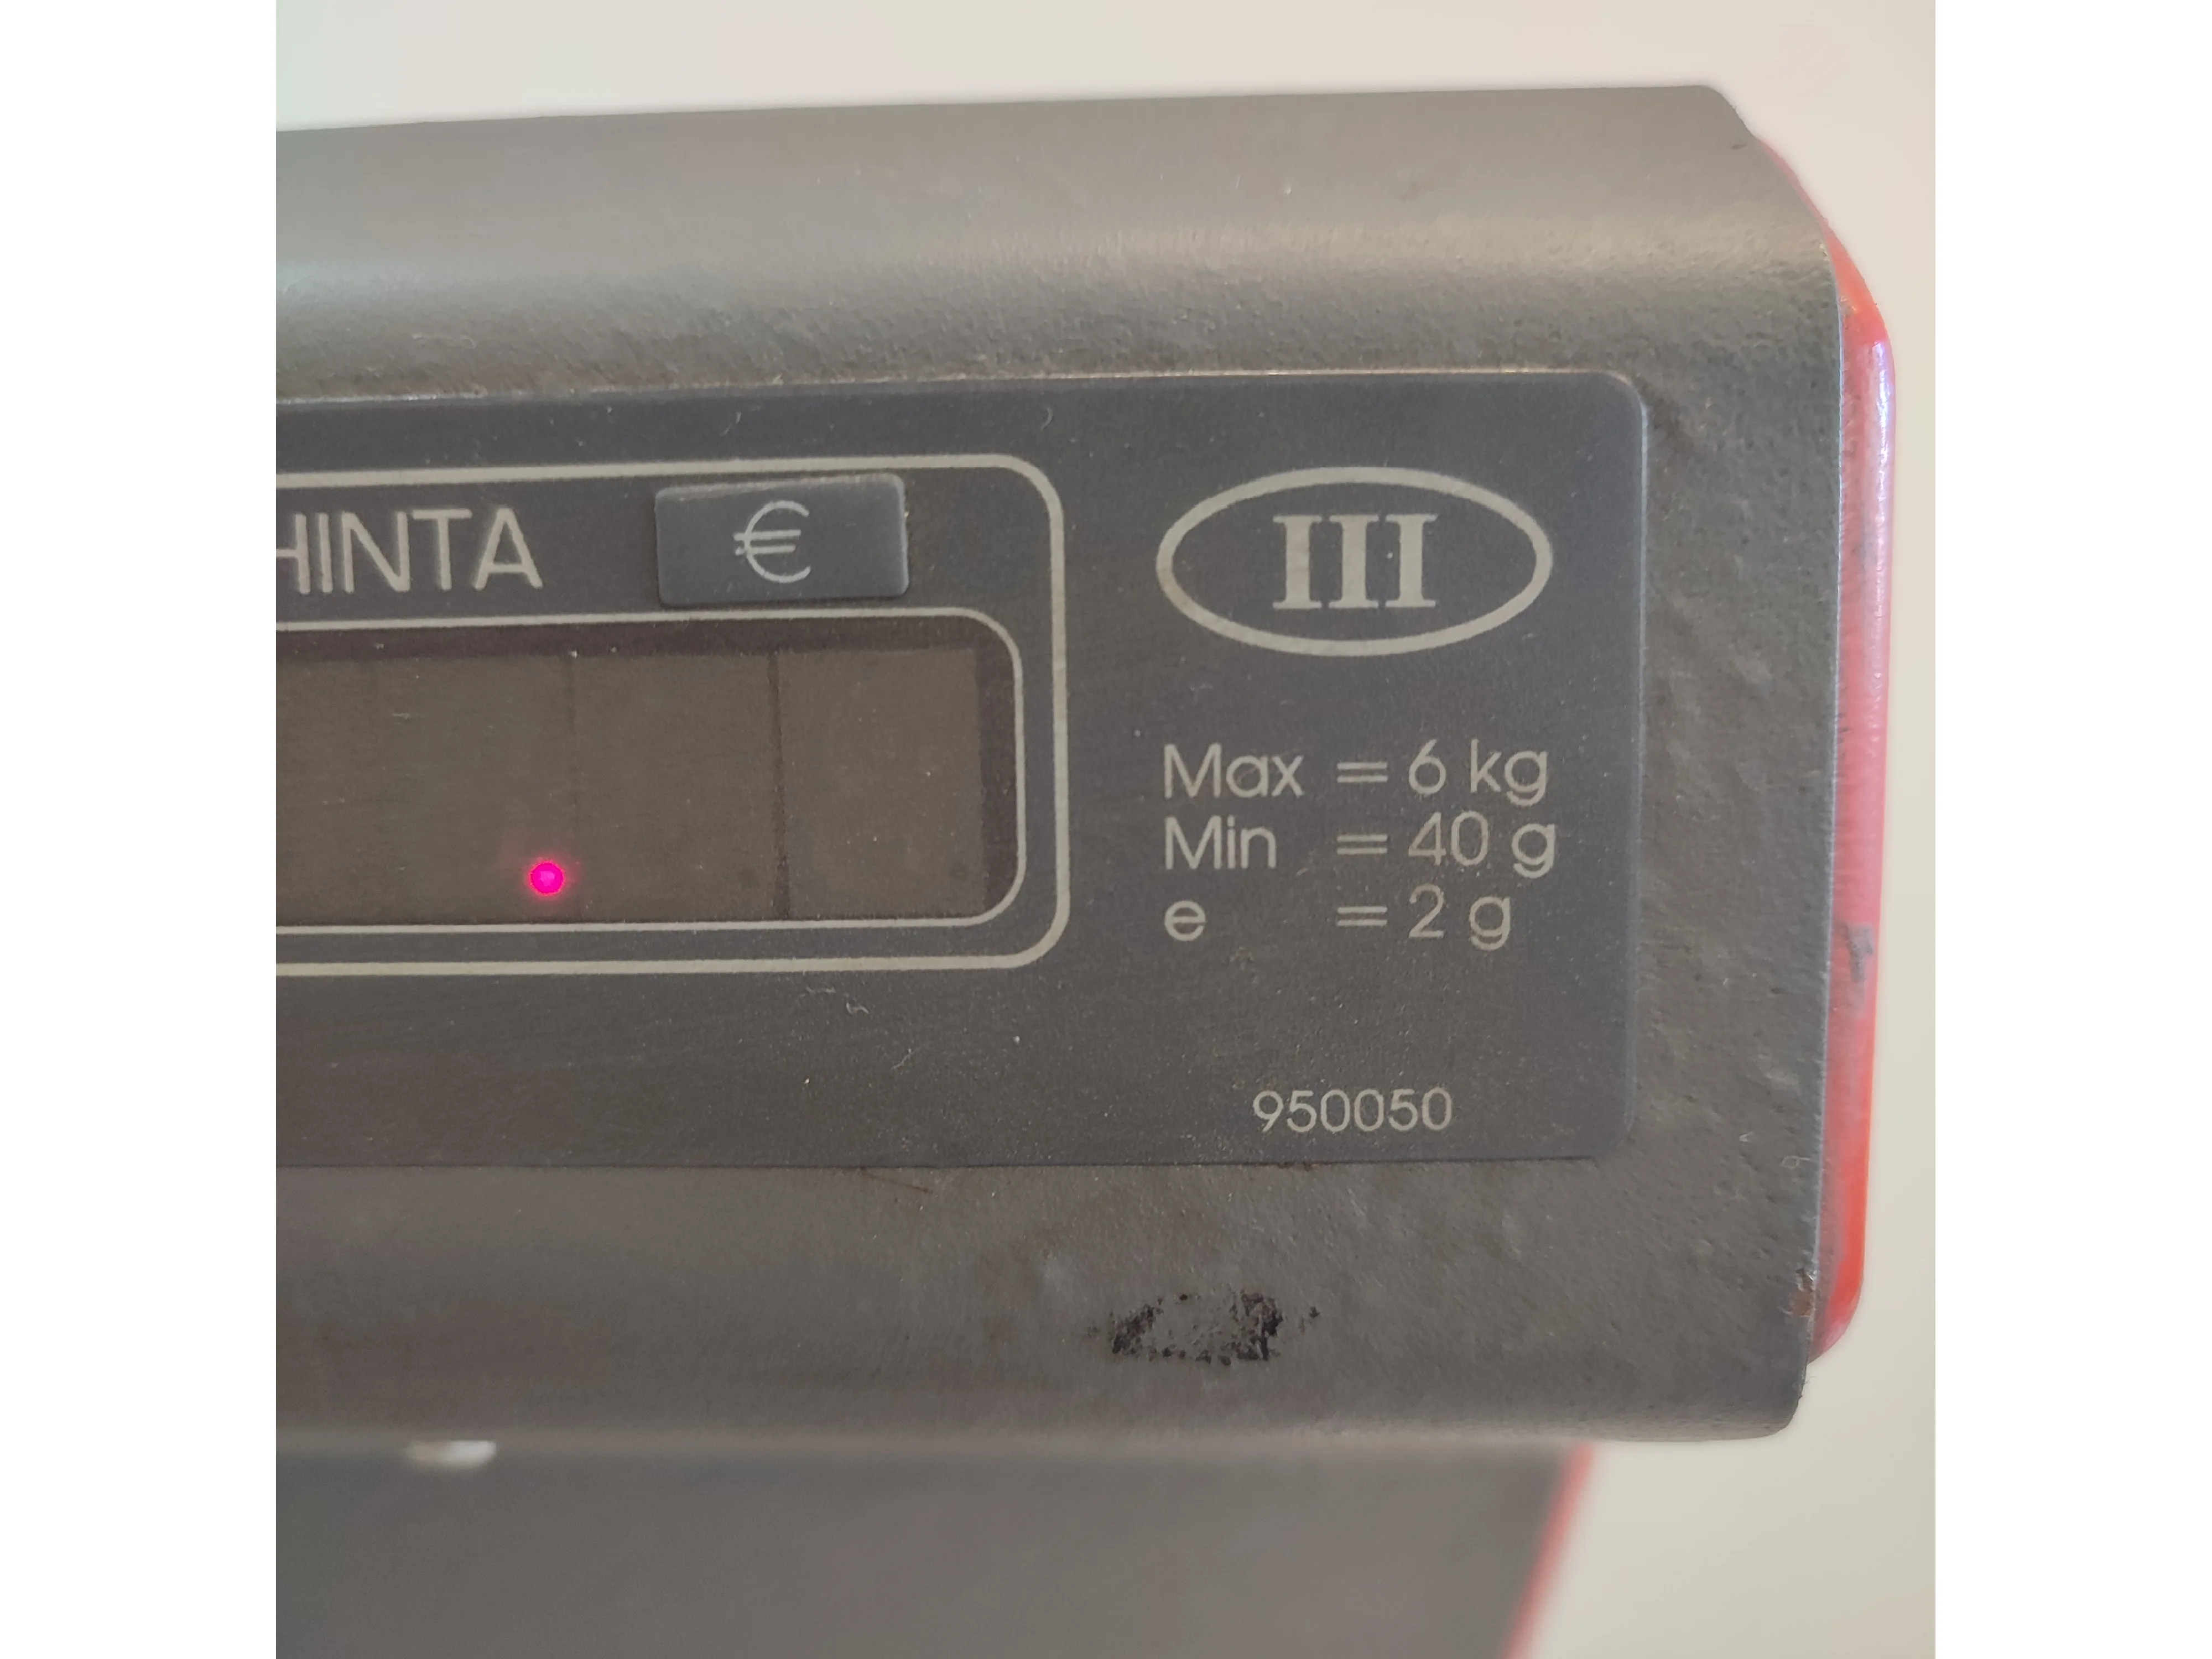 HINTA €
III
Max = 6 kg
Min = 40 g
e = 2 g
950050